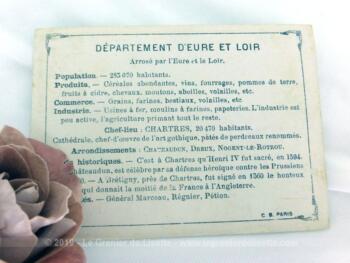 DÉPARTEMENT D'EURE ET LOIR
Arrosé par l'Eure et le Loir.
Population. — 283 070 habitants.
Produits. — Céréales abondantes, vins, fourrages, pommes de terre,
fruits à cidre, chevaux, moutons, abeilles, volailles, etc
Commerce. — Grains, farines, bestiaux, volailles, etc
Industrie. — Usines à fer, moulins à farines, papeteries. L'industrie est
peu active, l'agriculture primant tout le reste.
Chef-lieu : CHARTRES, 20 470 habitants.
Cathédrale, chef-d'œuvre de l'art gothique, pâtés de perdreaux renommés.
Arrondissements : CHATEAUDUN, DREUX, NOGENT-LE-ROTROU.
historiques. — C'est à Chartres qu'Henri IV fut sacré, en 1594.
âteaudun, est célèbre par sa défense héroïque contre les Prussiens
— A Brétigny, près de Chartres, fut signé en 1360 le honteux
qui donnait la moitié de la France à l'Angleterre.
és. — Général Marceau, Régnier, Pétion.
C. B. PARIS
© 2019 - Le Grenier de Lisette